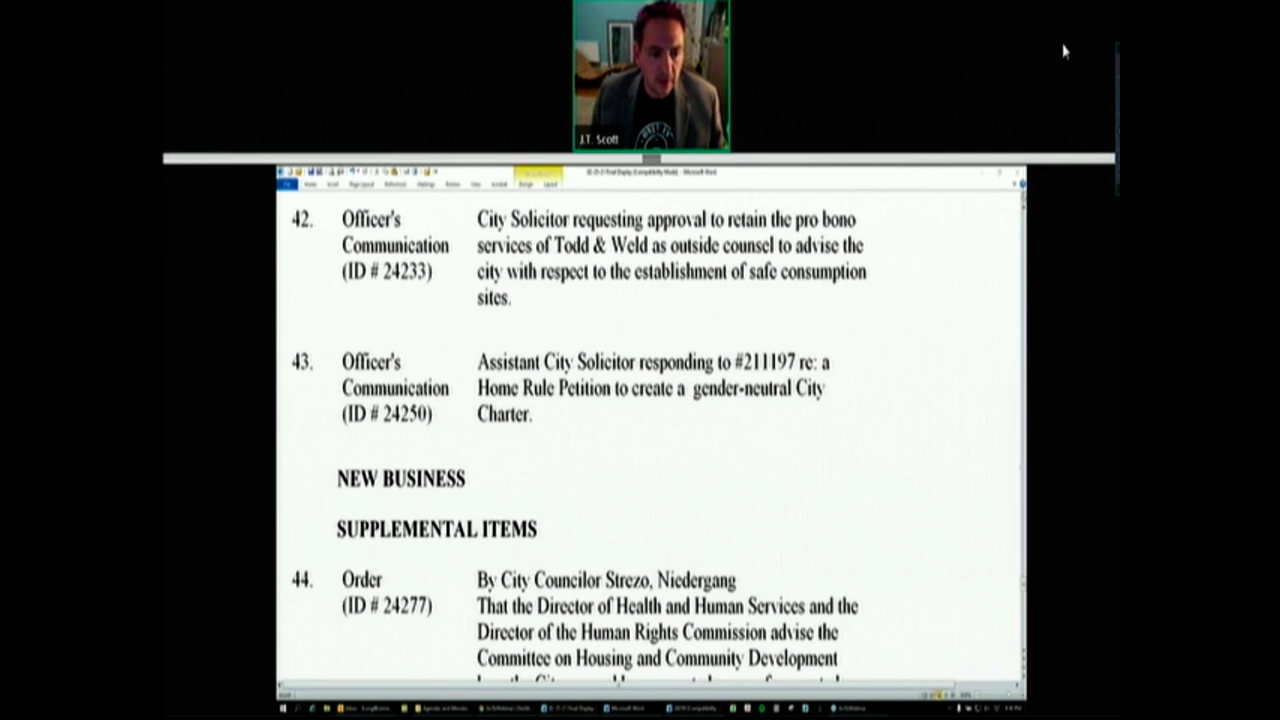 J.T. Scott
42. Officer's City Solicitor requesting approval to retain the pro bono
Communication services of Todd & Weld as outside counsel to advise the
(ID # 24233) city with respect to the establishment of safe consumption
sites.
43. Officer's Assistant City Solicitor responding to #211197 re: a
Communication Home Rule Petition to create a gender-neutral City
(ID # 24250) Charter.
NEW BUSINESS
SUPPLEMENTAL ITEMS
44. Order By City Councilor Strezo, Niedergang
(ID # 24277) That the Director of Health and Human Services and the
Director of the Human Rights Commission advise the
Committee on Housing and Community Development